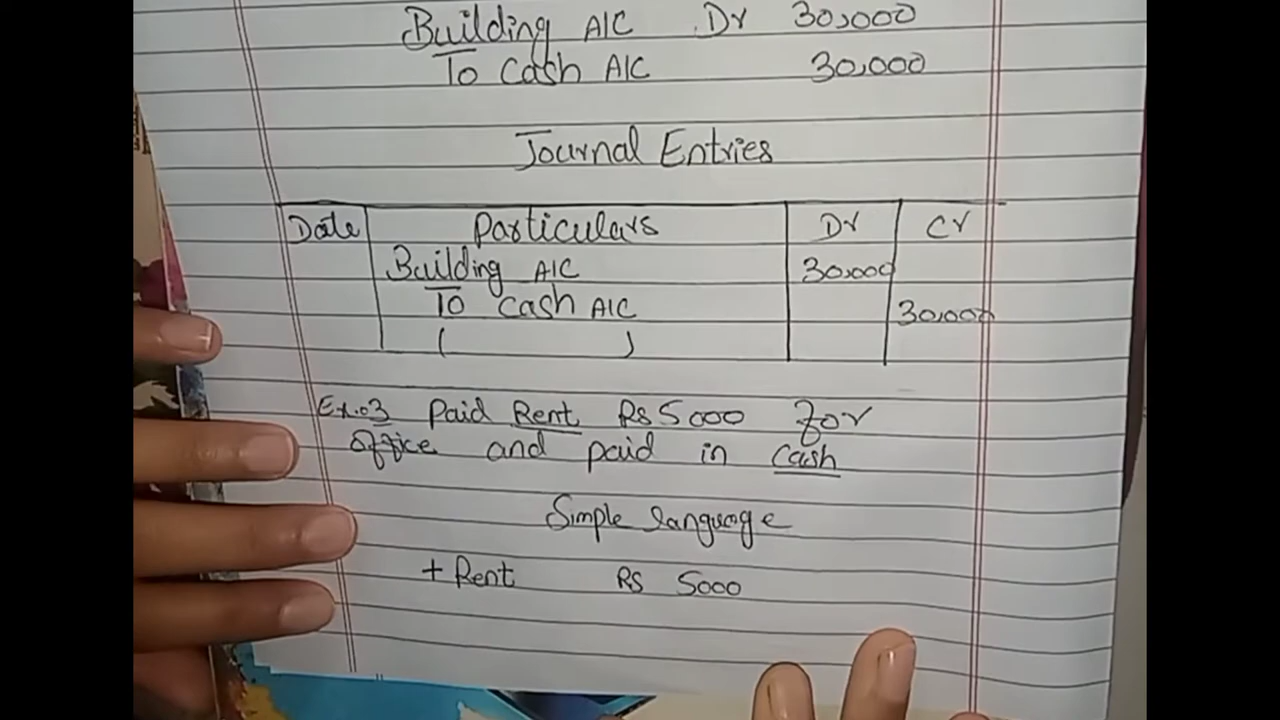 Building A/C Dr 30,000
To Cash A/C 30,000
Journal Entries
Date Particulars Dr Cr
Building A/C 30,000
To Cash A/C 30,000
( )
Ex.03 Paid Rent Rs 5000 for
office and paid in Cash
Simple language
+ Rent Rs 5000